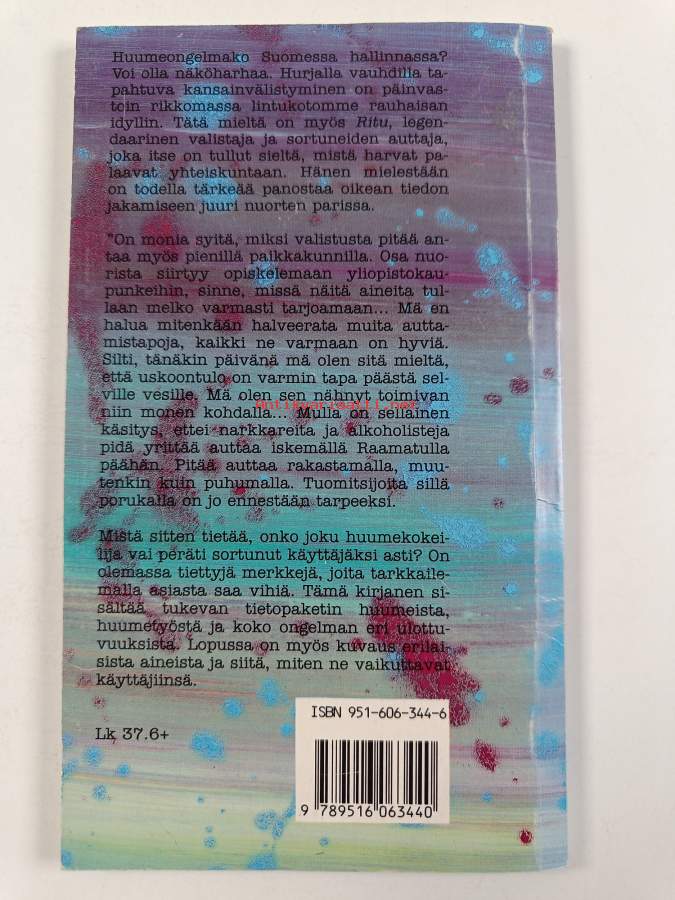 Huumeongelmako Suomessa hallinnassa?
Voi olla näköharhaa. Hurjalla vauhdilla ta-
pahtuva kansainvälistyminen on päinvas-
toin rikkomassa lintukotomme rauhaisan
idyllin. Tätä mieltä on myös Ritu, legen-
daarinen valistaja ja sortuneiden auttaja,
joka itse on tullut sieltä, mistä harvat pa-
laavat yhteiskuntaan. Hänen mielestään
on todella tärkeää panostaa oikean tiedon
jakamiseen juuri nuorten parissa.
"On monia syitä, miksi valistusta pitää an-
taa myös pienillä paikkakunnilla. Osa nuo-
rista siirtyy opiskelemaan yliopistokau-
punkeihin, sinne, missä näitä aineita tul-
laan melko varmasti tarjoamaan... Mä en
halua mitenkään halveerata muita autta-
mistapoja, kaikki ne varmaan on hyviä.
Silti, tänäkin päivänä mä olen sitä mieltä,
että uskoontulo on varmin tapa päästä sel-
ville vesille. Mä olen sen nähnyt toimivan
niin monen kohdalla... Mulla on sellainen
Antikvariaatti.net
käsitys, ettei narkkareita ja alkoholisteja
pidä yrittää auttaa iskemällä Raamatulla
päähän. Pitää auttaa rakastamalla, muu-
tenkin kuin puhumalla. Tuomitsijoita sillä
porukalla on jo ennestään tarpeeksi.
Mistä sitten tietää, onko joku huumekokei-
lija vai peräti sortunut käyttäjäksi asti? On
olemassa tiettyjä merkkejä, joita tarkkaile-
malla asiasta saa vihiä. Tämä kirjanen si-
sältää tukevan tietopaketin huumeista,
huumetyöstä ja koko ongelman eri ulottu-
vuuksista. Lopussa on myös kuvaus erilai-
sista aineista ja siitä, miten ne vaikuttavat
käyttäjiinsä.
ISBN 951-606-344-6
Lk 37.6+
9 789516 063440